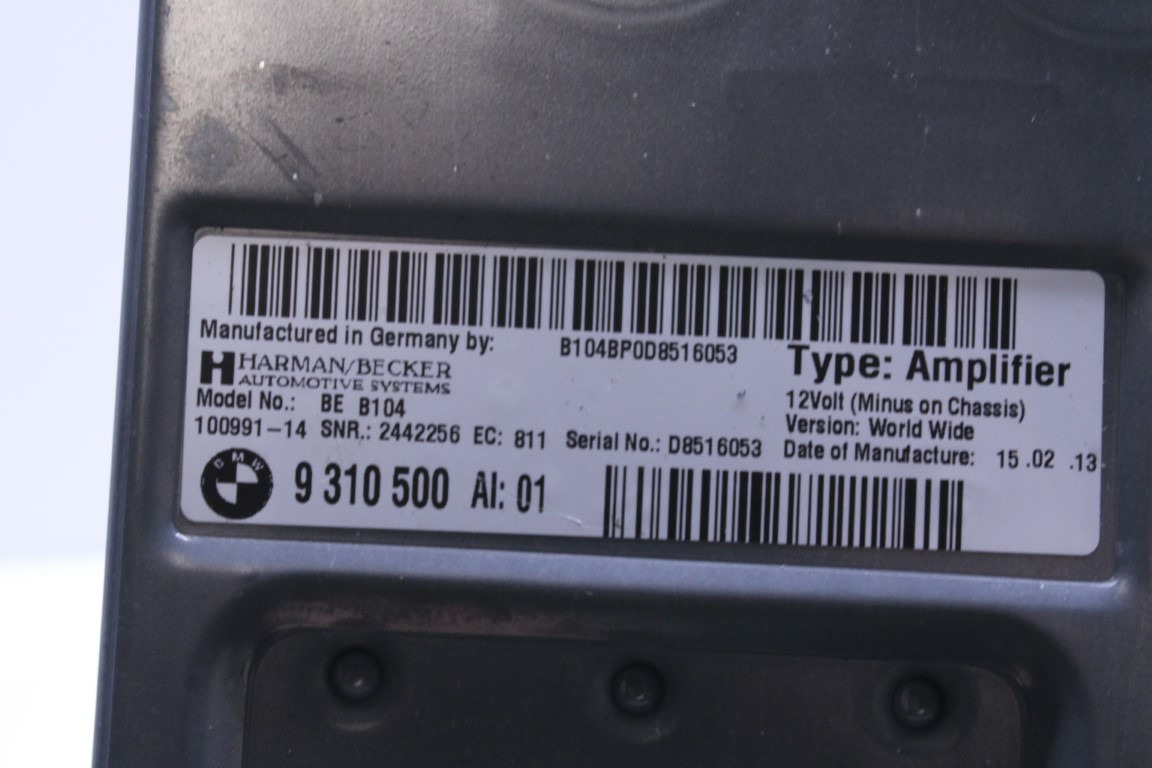 Manufactured in Germany by:
B104BP0D8516053
HARMAN/BECKER
AUTOMOTIVE SYSTEMS
Type: Amplifier
Model No.: BE B104
12Volt (Minus on Chassis)
Version: World Wide
100991-14 SNR.: 2442256 EC: 811 Serial No.: D8516053
Date of Manufacture: 15 .02 .13
BMW
9 310 500 AI: 01